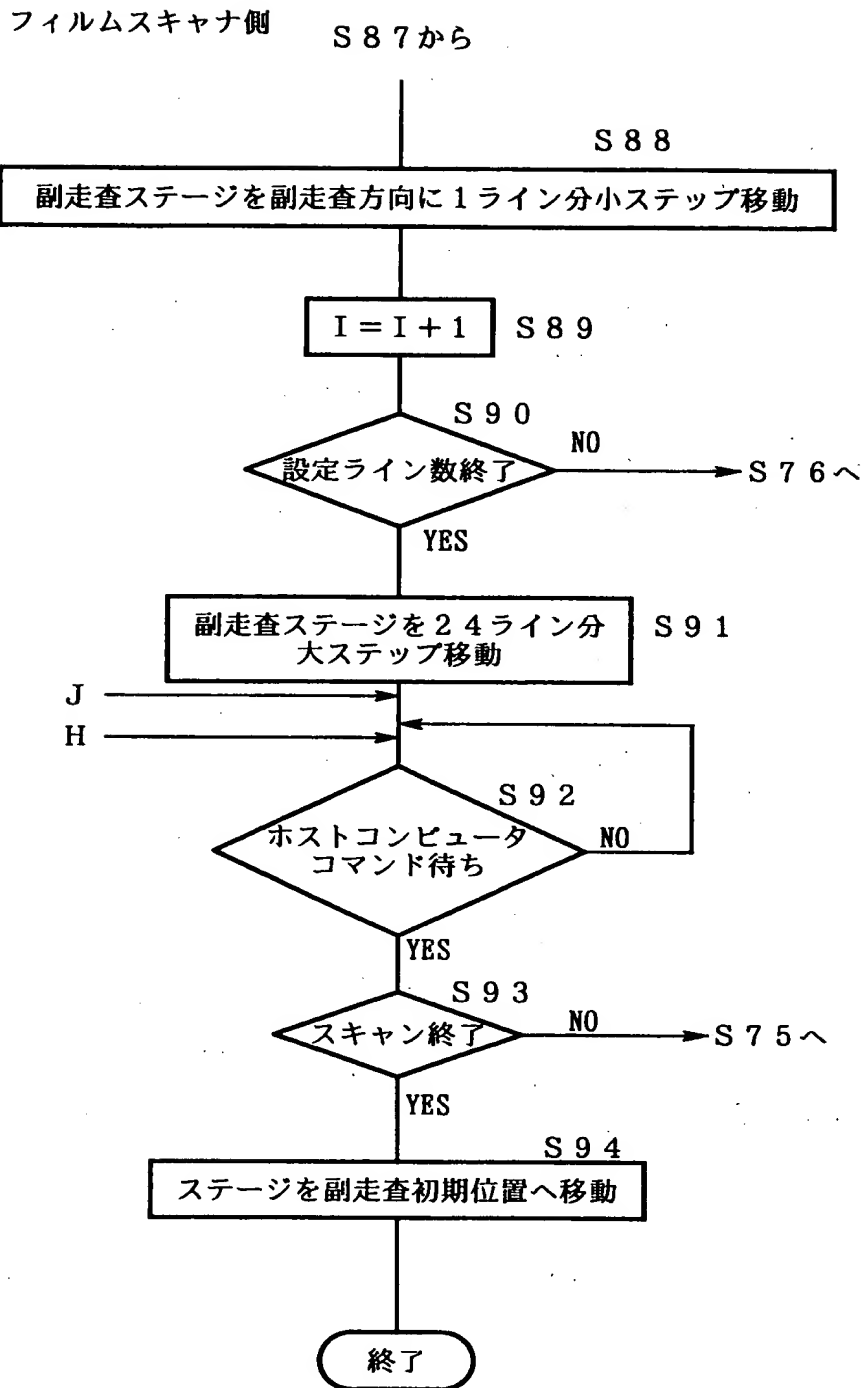 フィルムスキャナ側
S87から
S88
副走査ステージを副走査方向に1ライン分小ステップ移動
I=I+1
S89
S90
設定ライン数終了
NO
S76へ
YES
副走査ステージを24ライン分
大ステップ移動
S91
J
H
S92
ホストコンピュータ
コマンド待ち
NO
YES
S93
スキャン終了
NO
S75へ
YES
S94
ステージを副走査初期位置へ移動
終了